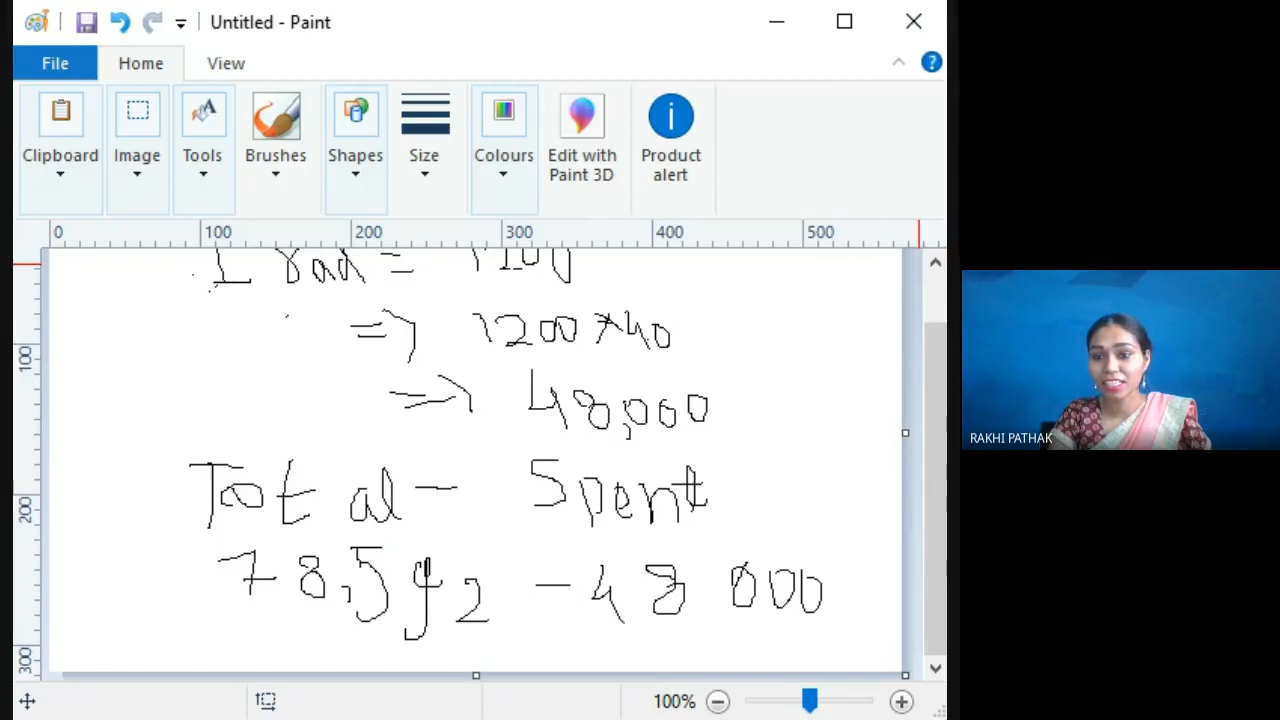 Untitled - Paint
File Home View
Clipboard Image Tools Brushes Shapes Size Colours Edit with Paint 3D Product alert
0 100 200 300 400 500
100
200
300
=> 1200 × 40
=> 48,000
Total - Spent
78,592 - 48 000
100%
RAKHI PATHAK